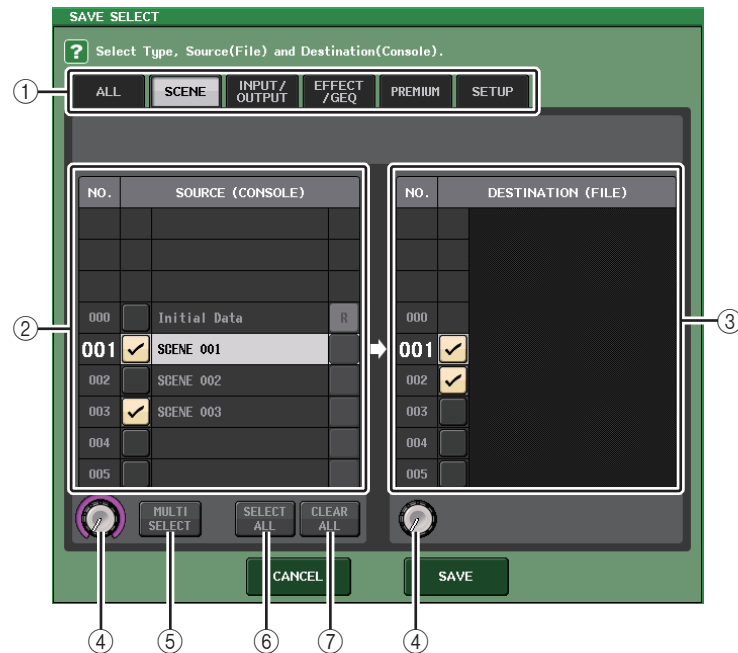 SAVE SELECT
? Select Type, Source(File) and Destination(Console).
① ALL SCENE INPUT/OUTPUT EFFECT/GEQ PREMIUM SETUP
NO. SOURCE (CONSOLE) NO. DESTINATION (FILE)
② ③
000 Initial Data R 000
001 SCENE 001 001
002 SCENE 002 002
003 SCENE 003 003
004 004
005 005
MULTI SELECT SELECT ALL CLEAR ALL
CANCEL SAVE
④ ⑤ ⑥ ⑦ ④